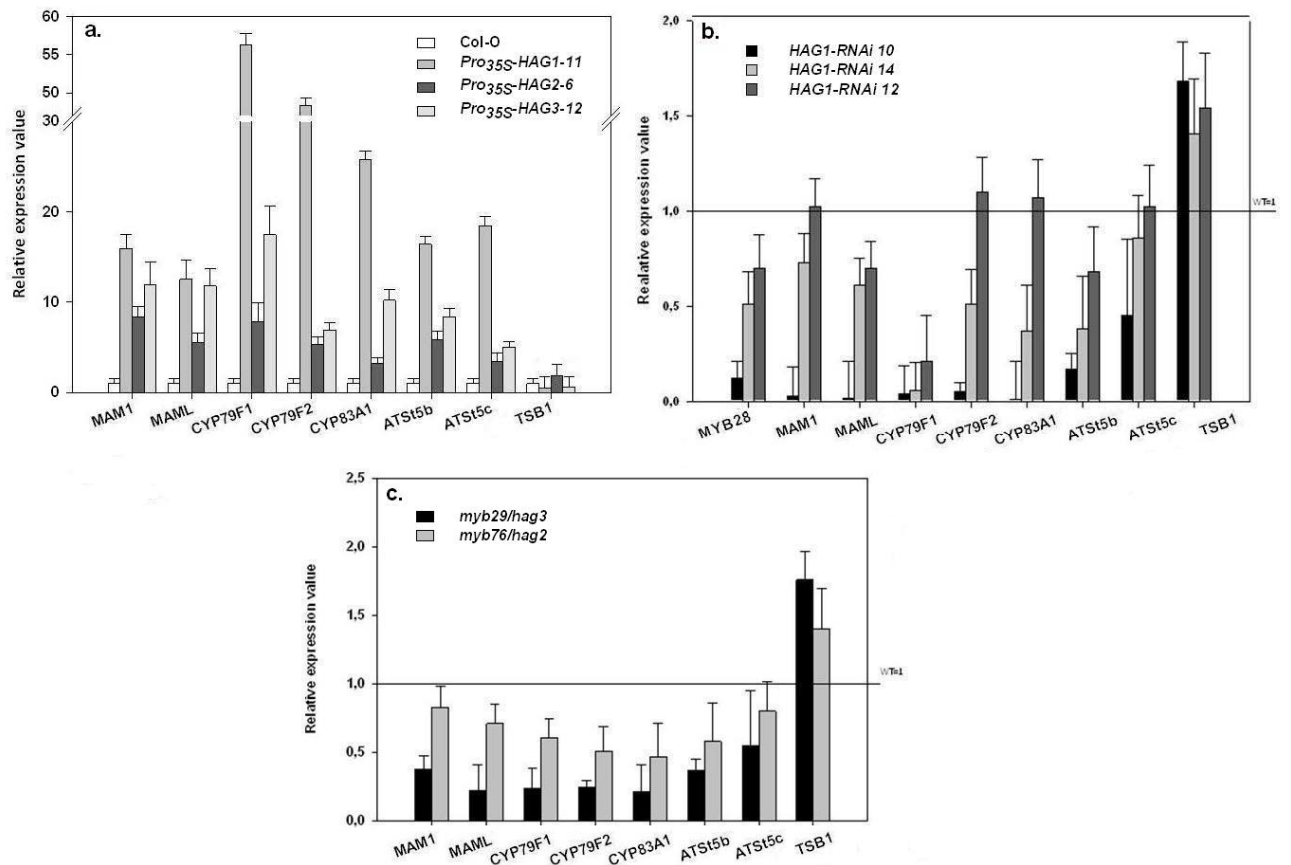 a.
Relative expression value
60
55
50
30
20
10
0
Col-O
Pro35S-HAG1-11
Pro35S-HAG2-6
Pro35S-HAG3-12
MAM1
MAML
CYP79F1
CYP79F2
CYP83A1
ATSt5b
ATSt5c
TSB1
b.
Realative expression value
2,0
1,5
1,0
0,5
0,0
HAG1-RNAi 10
HAG1-RNAi 14
HAG1-RNAi 12
WT=1
MYB28
MAM1
MAML
CYP79F1
CYP79F2
CYP83A1
ATSt5b
ATSt5c
TSB1
c.
Relative expression value
2,5
2,0
1,5
1,0
0,5
0,0
myb29/hag3
myb76/hag2
WT=1
MAM1
MAML
CYP79F1
CYP79F2
CYP83A1
ATSt5b
ATSt5c
TSB1